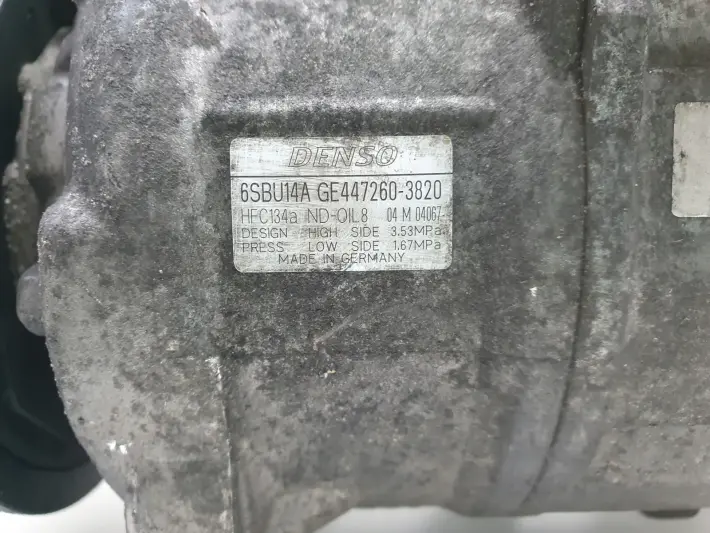 DENSO
6SBU14A GE447260-3820
HFC134a ND-OIL8 04 M 04067-
DESIGN HIGH SIDE 3.53MPa
PRESS LOW SIDE 1.67MPa
MADE IN GERMANY